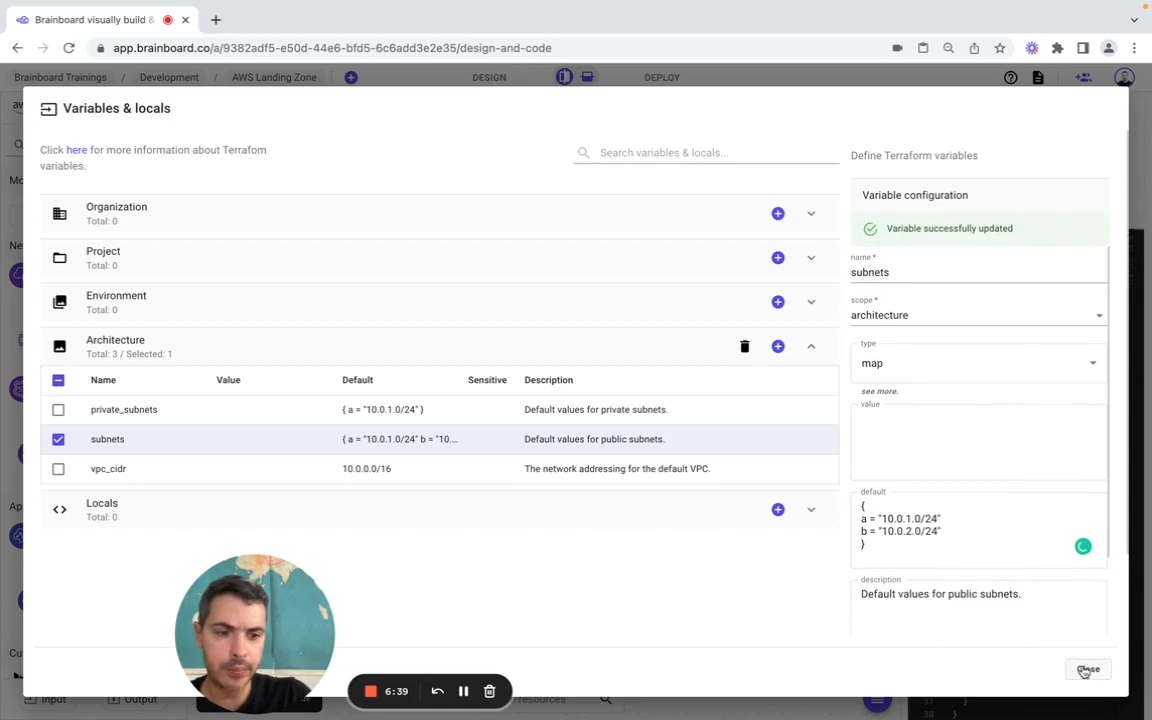 Brainboard visually build &
app.brainboard.co/a/9382adf5-e50d-44e6-bfd5-6c6add3e2e35/design-and-code
Brainboard Trainings / Development / AWS Landing Zone
DESIGN
DEPLOY
Variables & locals
Click here for more information about Terrafom
variables.
Search variables & locals...
Organization
Total: 0
Project
Total: 0
Environment
Total: 0
Architecture
Total: 3 / Selected: 1
Name Value Default Sensitive Description
private_subnets { a = "10.0.1.0/24" } Default values for private subnets.
subnets { a = "10.0.1.0/24" b = "10.... Default values for public subnets.
vpc_cidr 10.0.0.0/16 The network addressing for the default VPC.
Locals
Total: 0
Define Terraform variables
Variable configuration
Variable successfully updated
name *
subnets
scope *
architecture
type
map
see more.
value
default
{
a = "10.0.1.0/24"
b = "10.0.2.0/24"
}
description
Default values for public subnets.
Close
6:39
Input
Output
resources
37 }
38 }